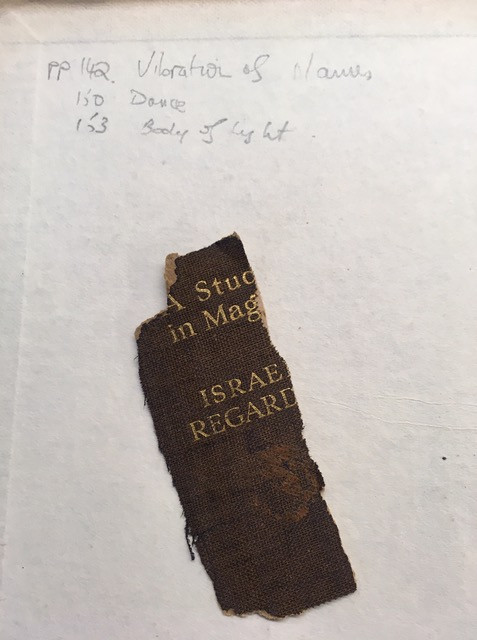 pp 142. Vibration of Names
150 Dance
153 Body of Light.
A Stud
in Mag
ISRAE
REGARD